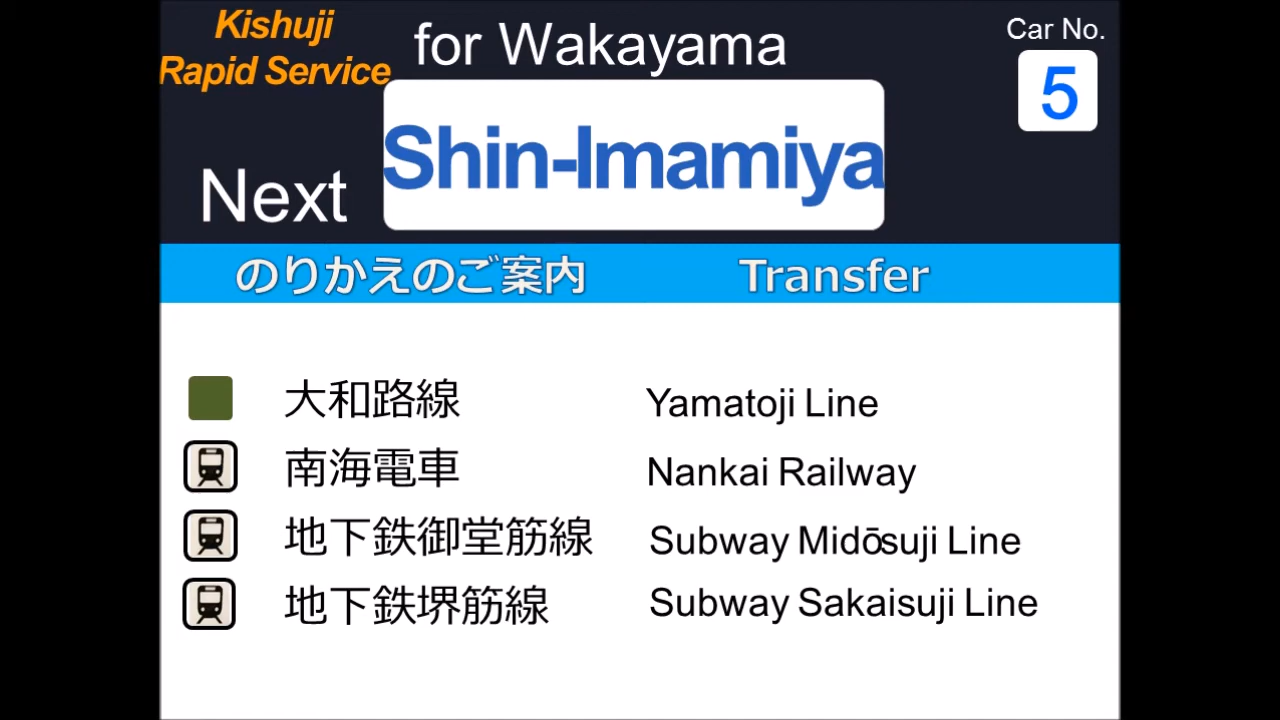 Kishuji
Rapid Service
for Wakayama
Car No.
5
Next
Shin-Imamiya
のりかえのご案内 Transfer
大和路線 Yamatoji Line
南海電車 Nankai Railway
地下鉄御堂筋線 Subway Midōsuji Line
地下鉄堺筋線 Subway Sakaisuji Line